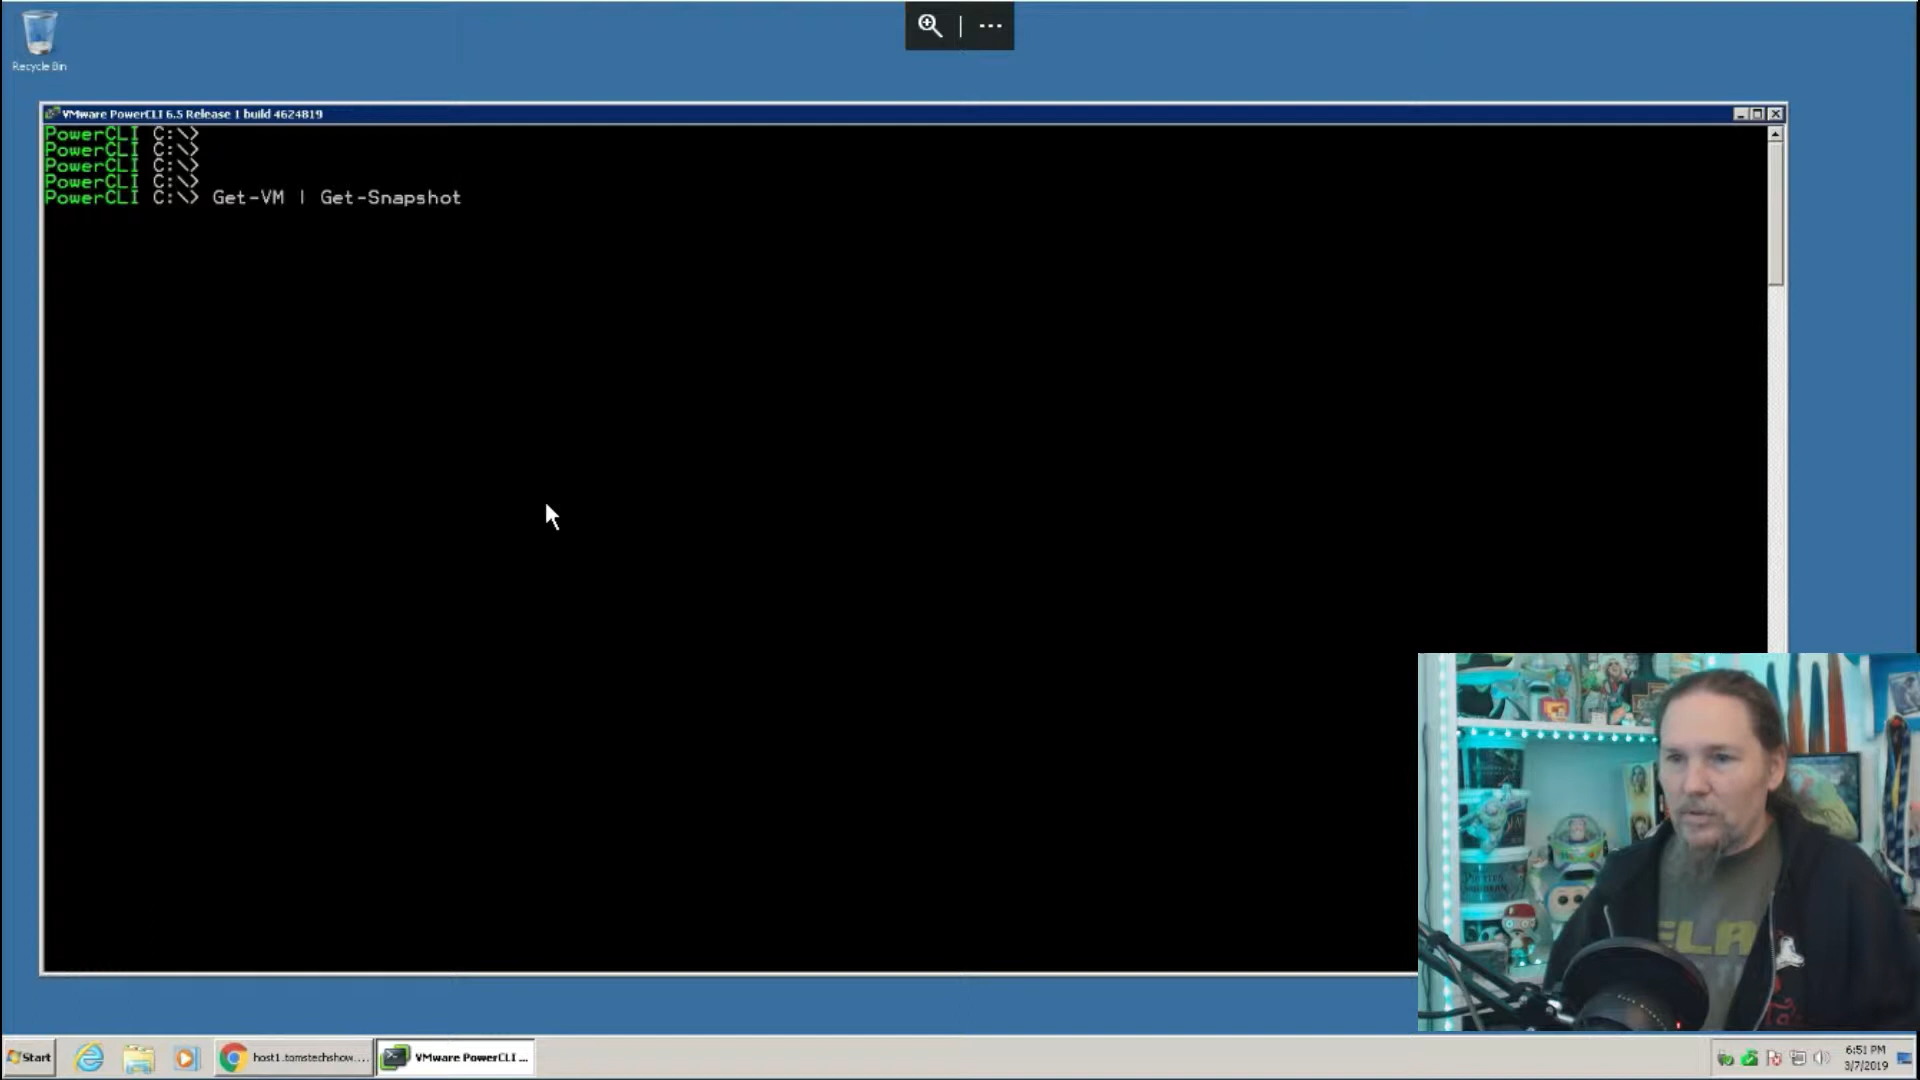 Recycle Bin
VMware PowerCLI 6.5 Release 1 build 4624819
PowerCLI C:\>
PowerCLI C:\>
PowerCLI C:\>
PowerCLI C:\>
PowerCLI C:\> Get-VM | Get-Snapshot
ELA
Start
host1.tomstechshow....
VMware PowerCLI ...
6:51 PM
3/7/2019